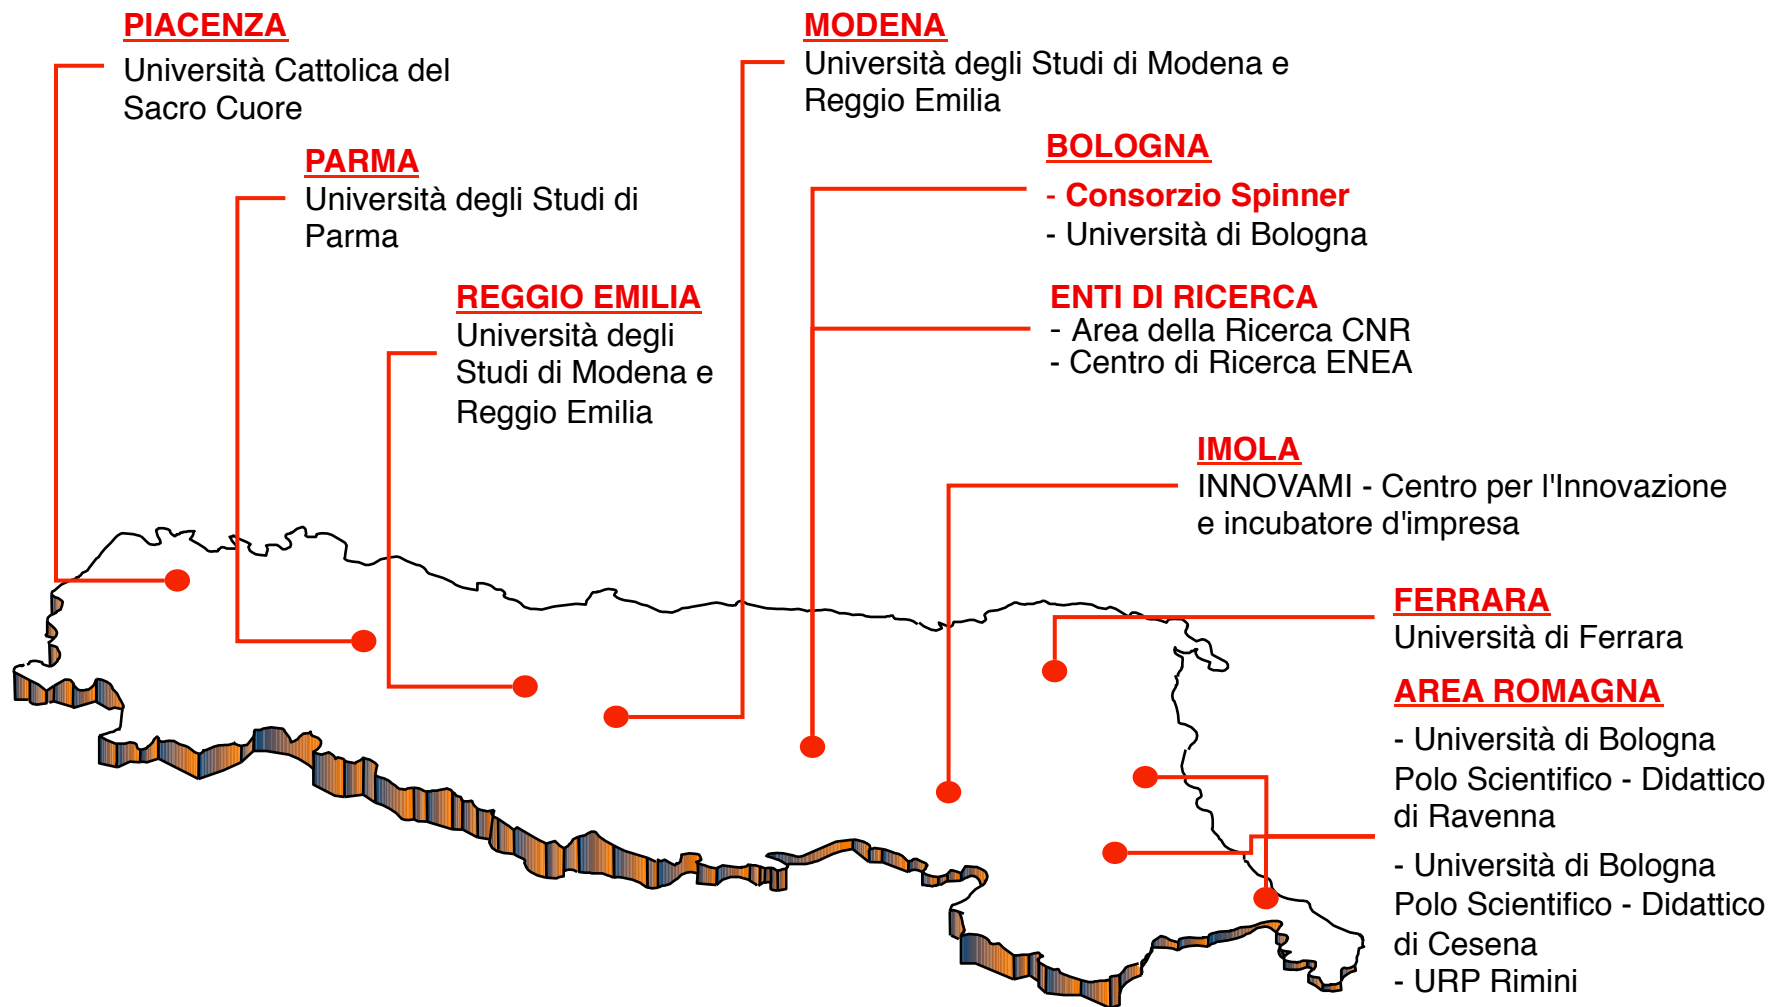 PIACENZA
Università Cattolica del
Sacro Cuore
MODENA
Università degli Studi di Modena e
Reggio Emilia
PARMA
Università degli Studi di
Parma
BOLOGNA
- Consorzio Spinner
- Università di Bologna
REGGIO EMILIA
Università degli
Studi di Modena e
Reggio Emilia
ENTI DI RICERCA
- Area della Ricerca CNR
- Centro di Ricerca ENEA
IMOLA
INNOVAMI - Centro per l'Innovazione
e incubatore d'impresa
FERRARA
Università di Ferrara
AREA ROMAGNA
- Università di Bologna
Polo Scientifico - Didattico
di Ravenna
- Università di Bologna
Polo Scientifico - Didattico
di Cesena
- URP Rimini